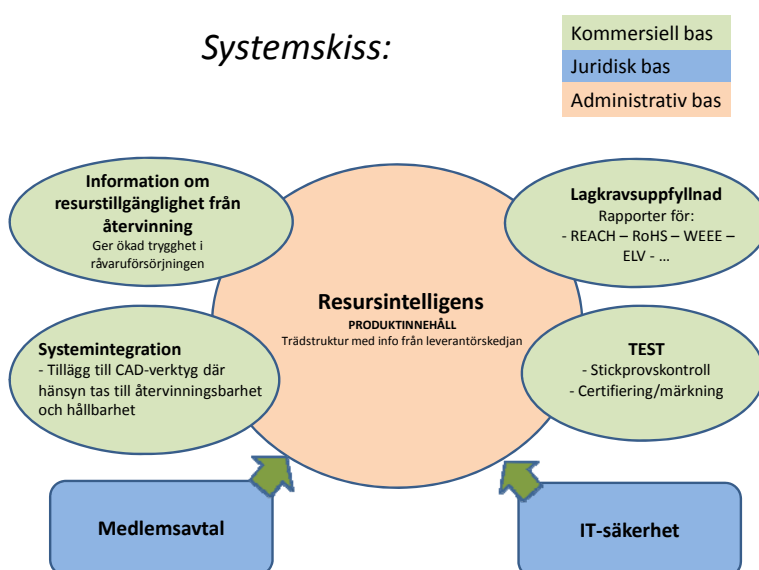 Systemskiss:
Kommersiell bas
Juridisk bas
Administrativ bas
Information om
resurstillgänglighet från
återvinning
Ger ökad trygghet i
råvaruförsörjningen
Lagkravsuppfyllnad
Rapporter för:
- REACH – RoHS – WEEE –
ELV - ...
Resursintelligens
PRODUKTINNEHÅLL
Trädstruktur med info från leverantörskedjan
Systemintegration
- Tillägg till CAD-verktyg där
hänsyn tas till återvinningsbarhet
och hållbarhet
TEST
- Stickprovskontroll
- Certifiering/märkning
Medlemsavtal
IT-säkerhet